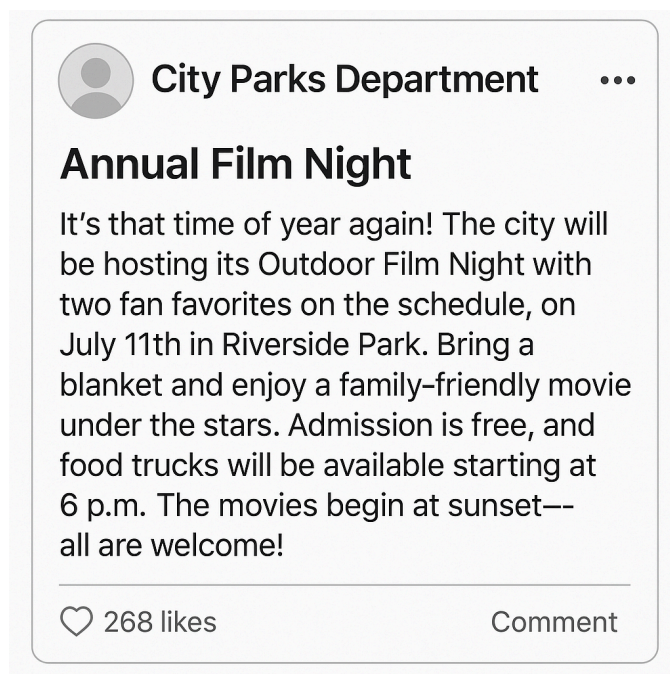 City Parks Department
Annual Film Night
It’s that time of year again! The city will
be hosting its Outdoor Film Night with
two fan favorites on the schedule, on
July 11th in Riverside Park. Bring a
blanket and enjoy a family-friendly movie
under the stars. Admission is free, and
food trucks will be available starting at
6 p.m. The movies begin at sunset–-
all are welcome!
268 likes
Comment